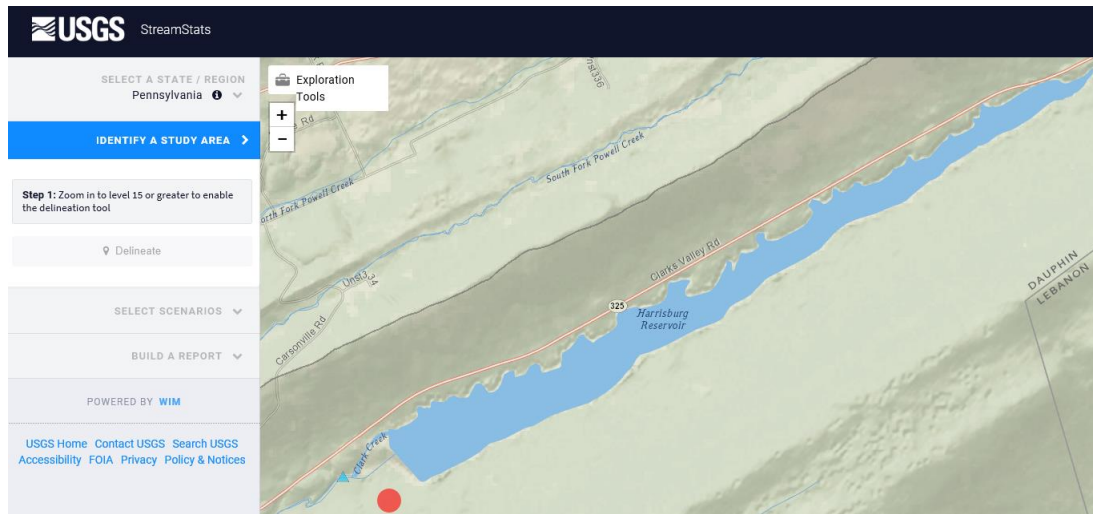 USGS StreamStats
SELECT A STATE / REGION
Pennsylvania
IDENTIFY A STUDY AREA
Step 1: Zoom in to level 15 or greater to enable
the delineation tool
Delineate
SELECT SCENARIOS
BUILD A REPORT
POWERED BY WIM
USGS Home Contact USGS Search USGS
Accessibility FOIA Privacy Policy & Notices
Exploration
Tools
+
−
Rd
Unst336
South Fork Powell Creek
orth Fork Powell Creek
Unst334
Carsonville Rd
Clarks Valley Rd
325
Harrisburg
Reservoir
DAUPHIN
LEBANON
Clark Creek